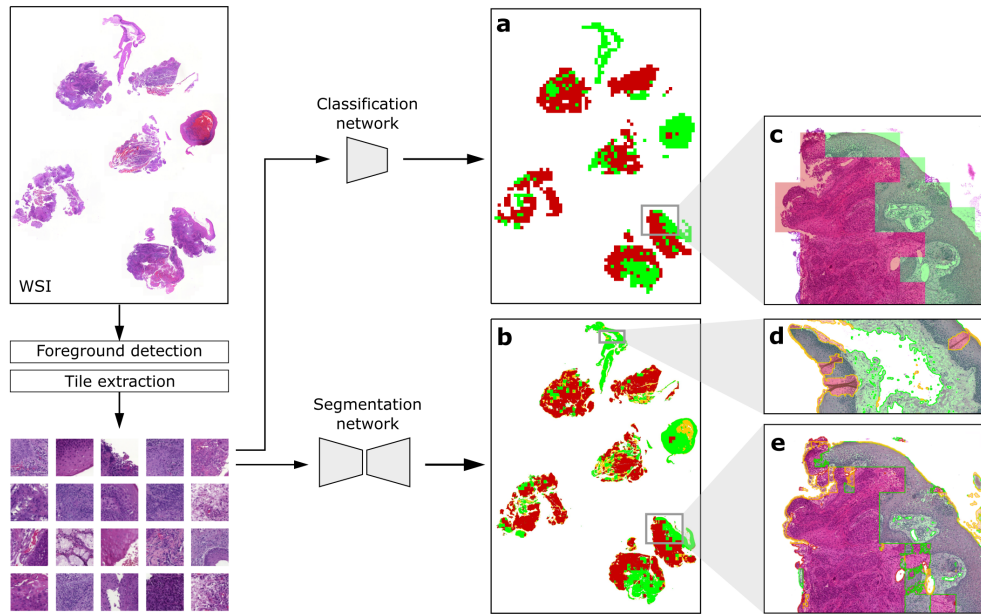 WSI
Foreground detection
Tile extraction
Classification
network
Segmentation
network
a
b
c
d
e